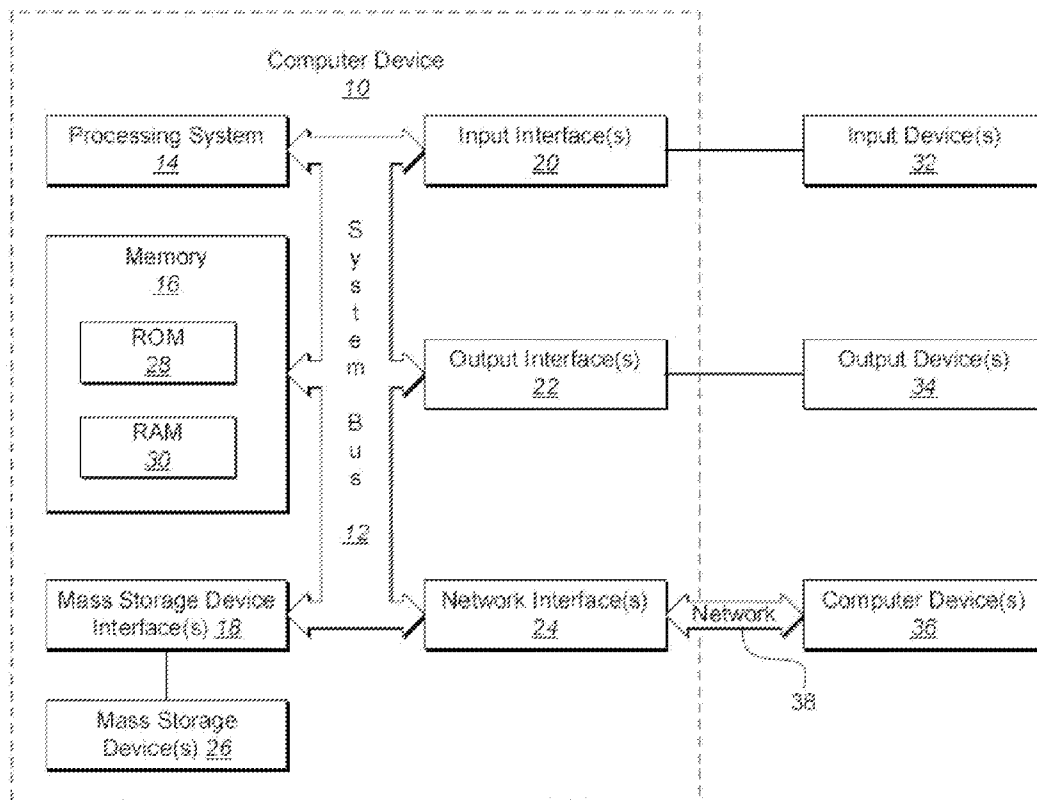 Computer Device
10
Processing System
14
Input Interface(s)
20
Input Device(s)
32
Memory
16
ROM
28
RAM
30
System Bus
12
Output Interface(s)
22
Output Device(s)
34
Mass Storage Device
Interface(s) 18
Network Interface(s)
24
Network
38
Computer Device(s)
36
Mass Storage
Device(s) 26